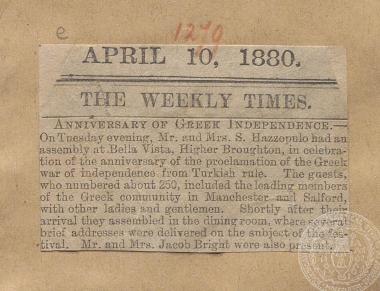 e
1279
APRIL 10, 1880.
THE WEEKLY TIMES.
ANNIVERSARY OF GREEK INDEPENDENCE.—
On Tuesday evening, Mr. and Mrs. S. Hazzopulo had an
assembly at Bella Vista, Higher Broughton, in celebra-
tion of the anniversary of the proclamation of the Greek
war of independence from Turkish rule. The guests,
who numbered about 250, included the leading members
of the Greek community in Manchester and Salford,
with other ladies and gentlemen. Shortly after their
arrival they assembled in the dining room, where several
brief addresses were delivered on the subject of the fes-
tival. Mr. and Mrs. Jacob Bright were also present.